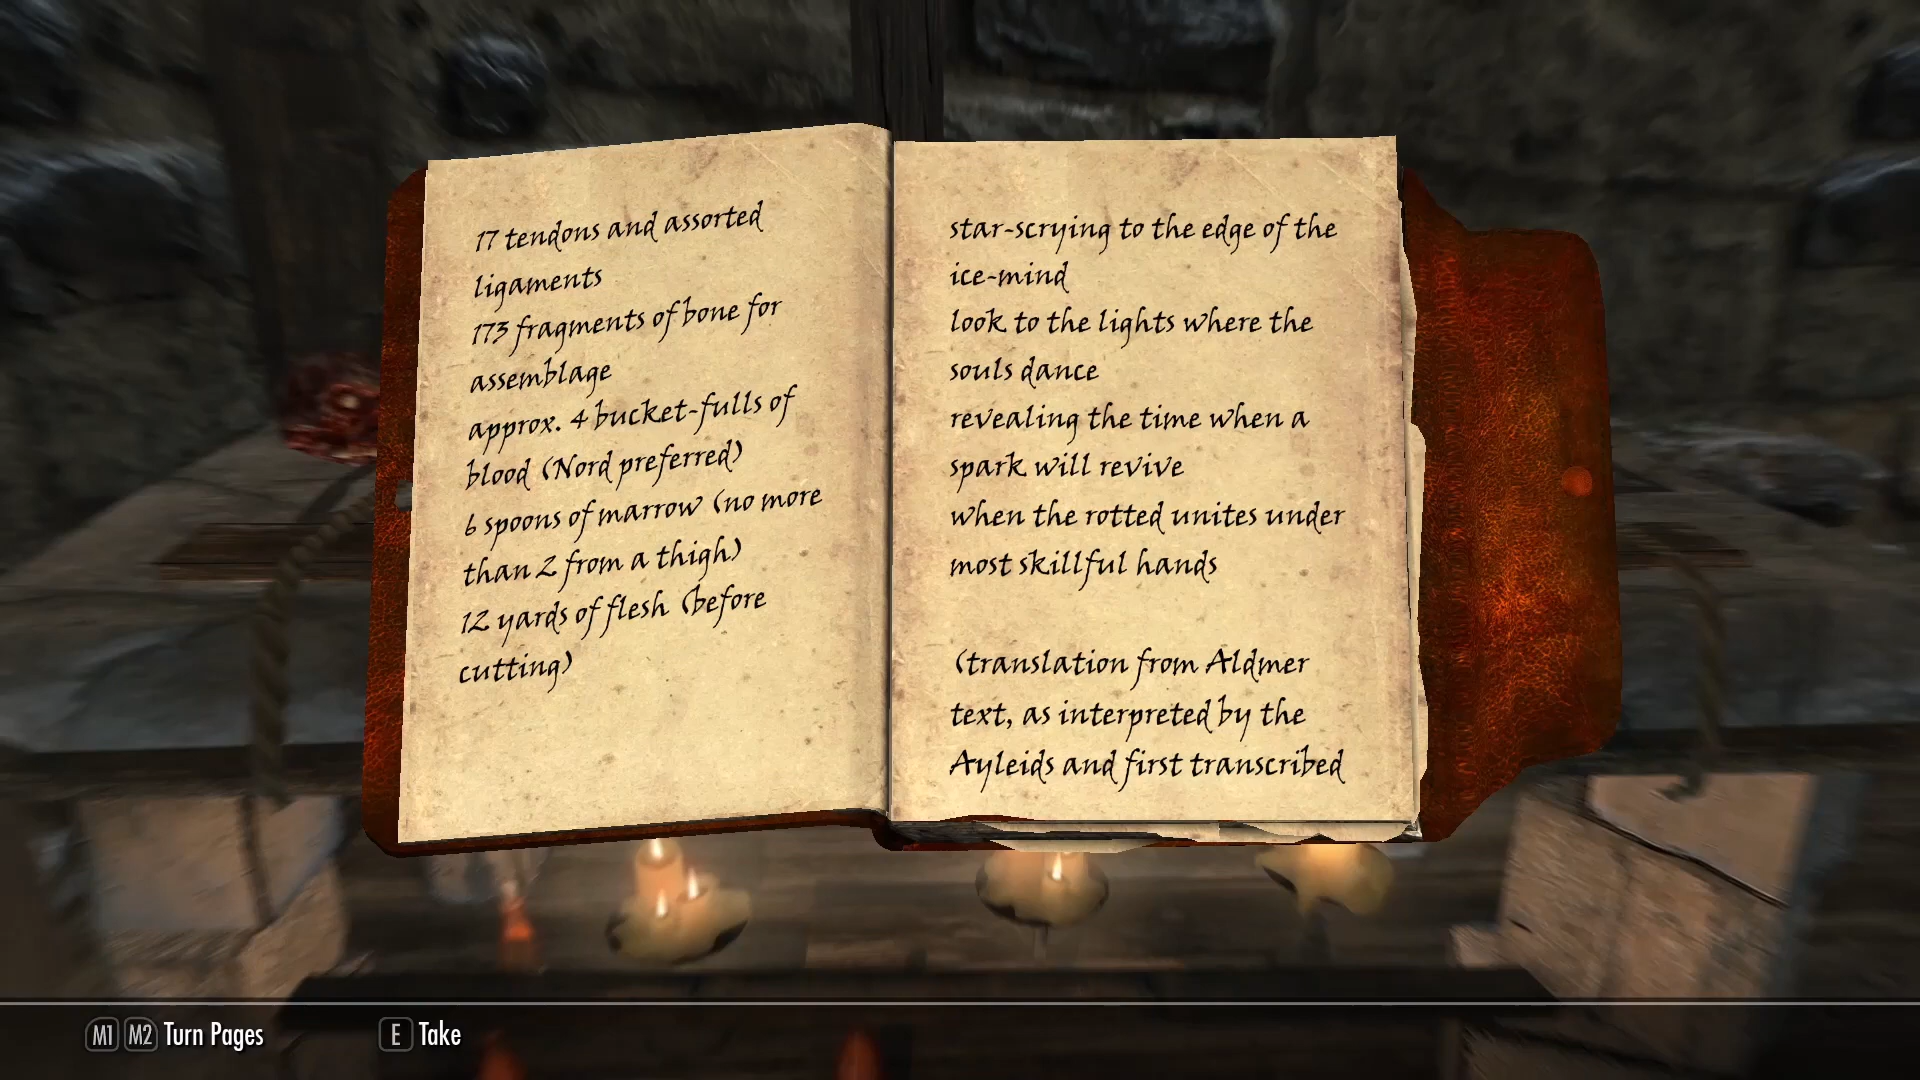 17 tendons and assorted
ligaments
173 fragments of bone for
assemblage
approx. 4 bucket-fulls of
blood (Nord preferred)
6 spoons of marrow (no more
than 2 from a thigh)
12 yards of flesh (before
cutting)
star-scrying to the edge of the
ice-mind
look to the lights where the
souls dance
revealing the time when a
spark will revive
when the rotted unites under
most skillful hands
(translation from Aldmer
text, as interpreted by the
Ayleids and first transcribed
M1 M2 Turn Pages
E Take